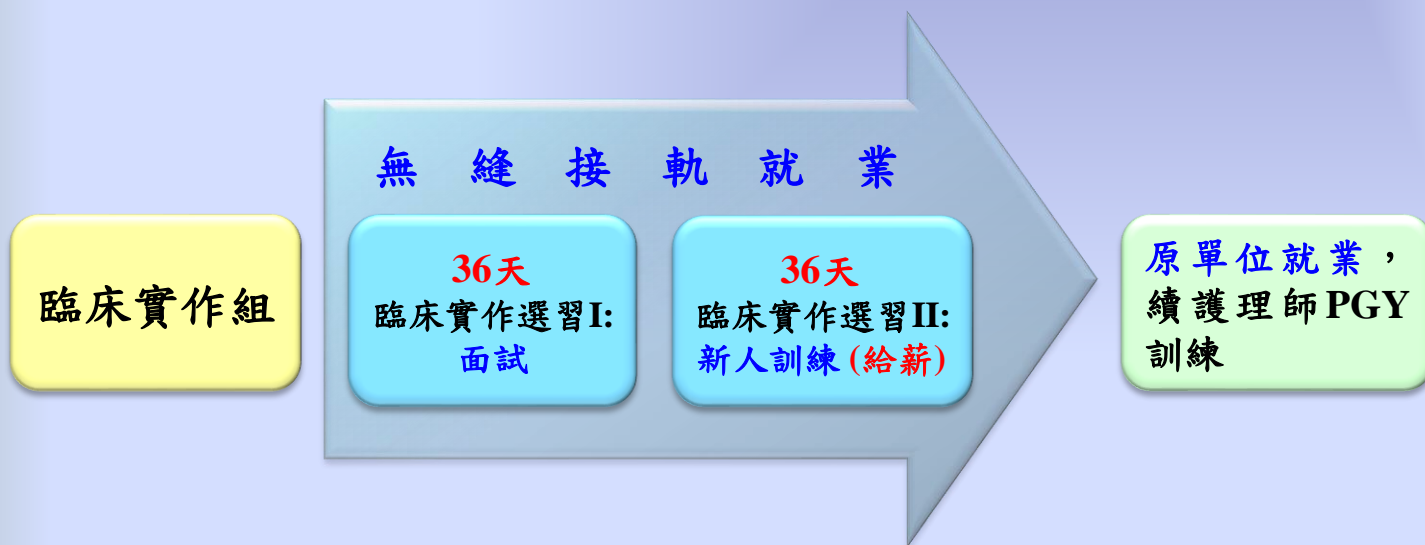 無縫接軌就業
臨床實作組
36天
臨床實作選習I:
面試
36天
臨床實作選習II:
新人訓練(給薪)
原單位就業，
續護理師PGY
訓練